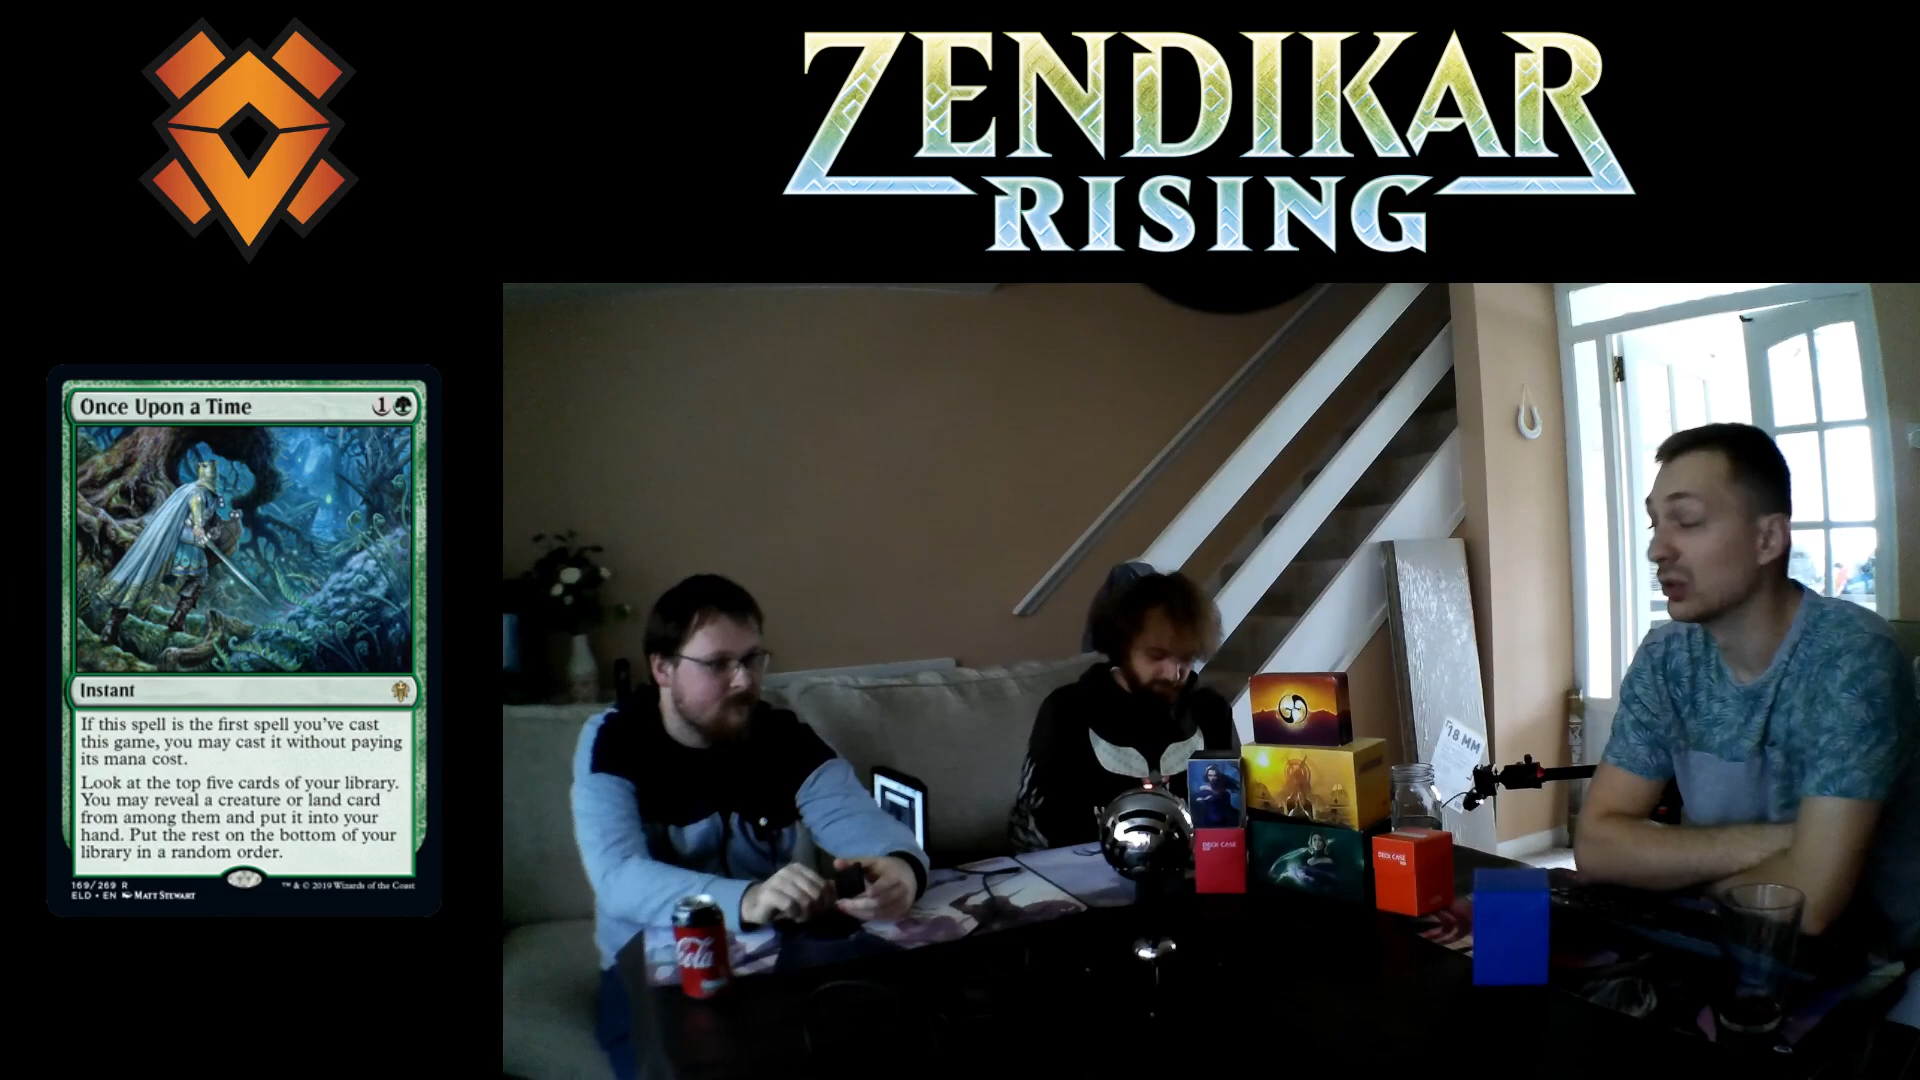 ZENDIKAR
RISING
Once Upon a Time 1
Instant
If this spell is the first spell you've cast
this game, you may cast it without paying
its mana cost.
Look at the top five cards of your library.
You may reveal a creature or land card
from among them and put it into your
hand. Put the rest on the bottom of your
library in a random order.
169/269 R
ELD • EN Matt Stewart
™ & © 2019 Wizards of the Coast
18 MM
DECK CASE
DECK CASE
Cola